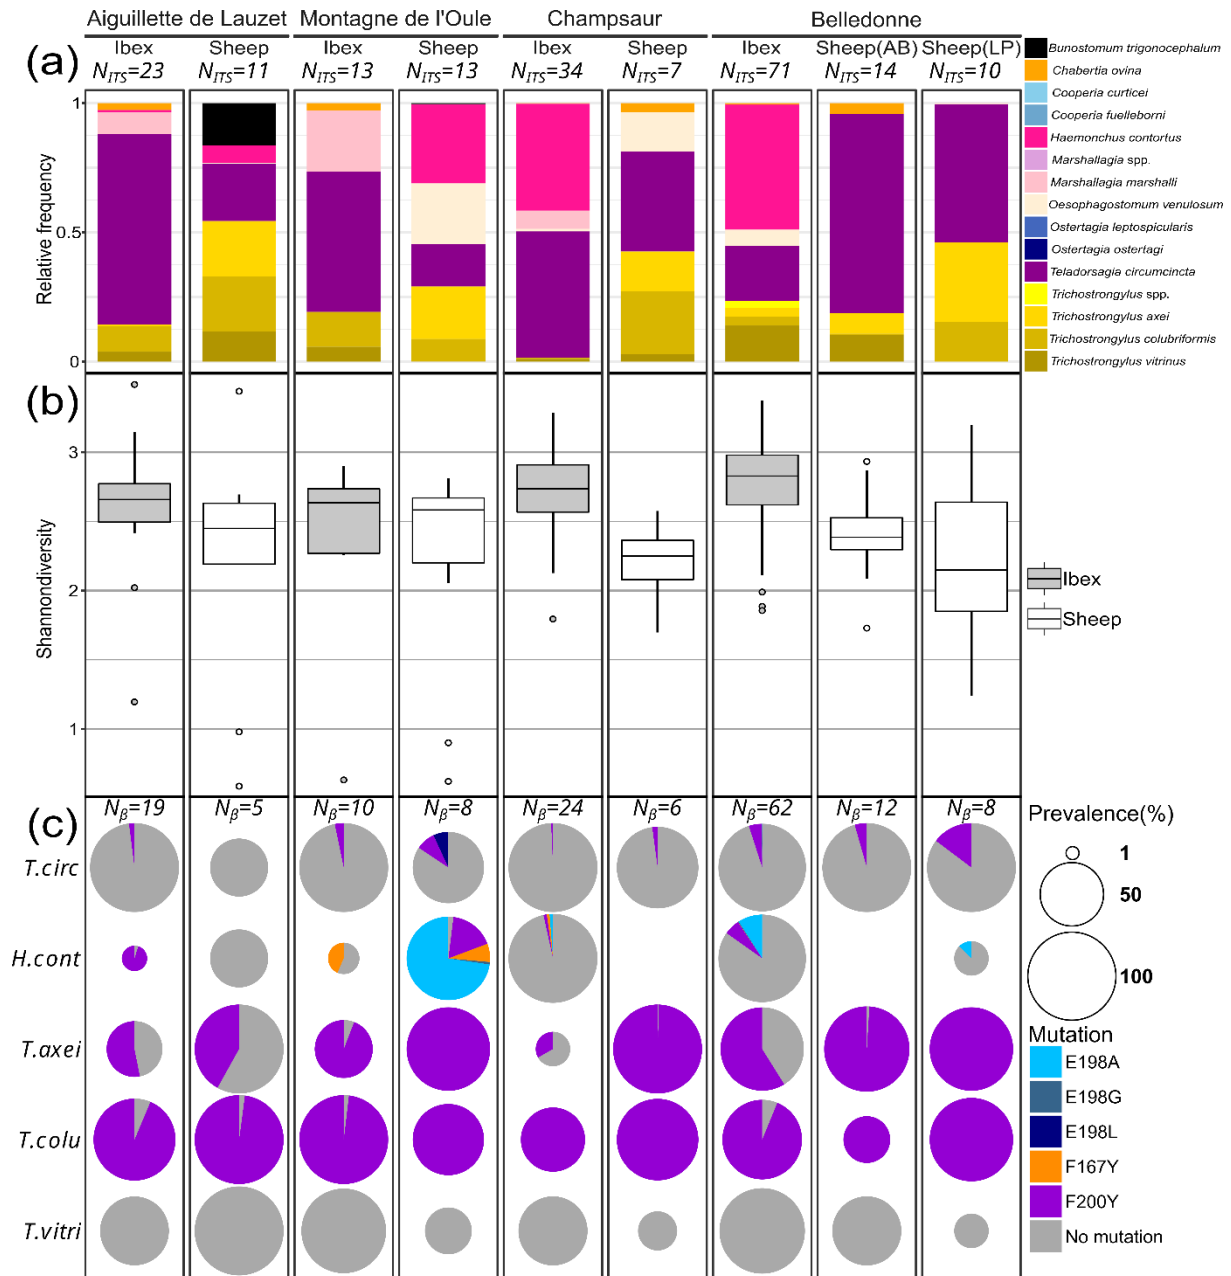 Aiguillette de Lauzet Montagne de l'Oule Champsaur Belledonne
(a) Ibex Sheep Ibex Sheep Ibex Sheep Ibex Sheep(AB) Sheep(LP)
N_ITS=23 N_ITS=11 N_ITS=13 N_ITS=13 N_ITS=34 N_ITS=7 N_ITS=71 N_ITS=14 N_ITS=10
Relative frequency
1
0.5
0
Bunostomum trigonocephalum
Chabertia ovina
Cooperia curticei
Cooperia fuelleborni
Haemonchus contortus
Marshallagia spp.
Marshallagia marshalli
Oesophagostomum venulosum
Ostertagia leptospicularis
Ostertagia ostertagi
Teladorsagia circumcincta
Trichostrongylus spp.
Trichostrongylus axei
Trichostrongylus colubriformis
Trichostrongylus vitrinus
(b)
Shannondiversity
3
2
1
Ibex
Sheep
(c)
N_β=19 N_β=5 N_β=10 N_β=8 N_β=24 N_β=6 N_β=62 N_β=12 N_β=8
T.circ
H.cont
T.axei
T.colu
T.vitri
Prevalence(%)
1
50
100
Mutation
E198A
E198G
E198L
F167Y
F200Y
No mutation